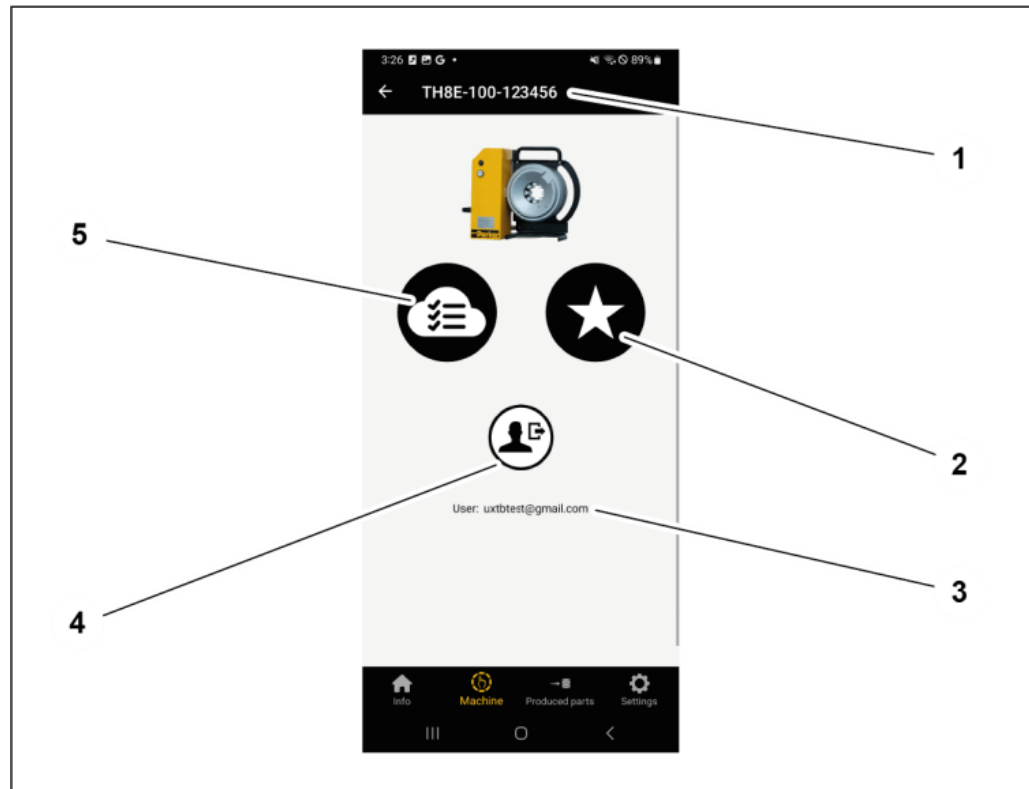 3:26 G 89%
TH8E-100-123456
1
Parker
5
2
User: uxtbtest@gmail.com
3
4
Info Machine Produced parts Settings